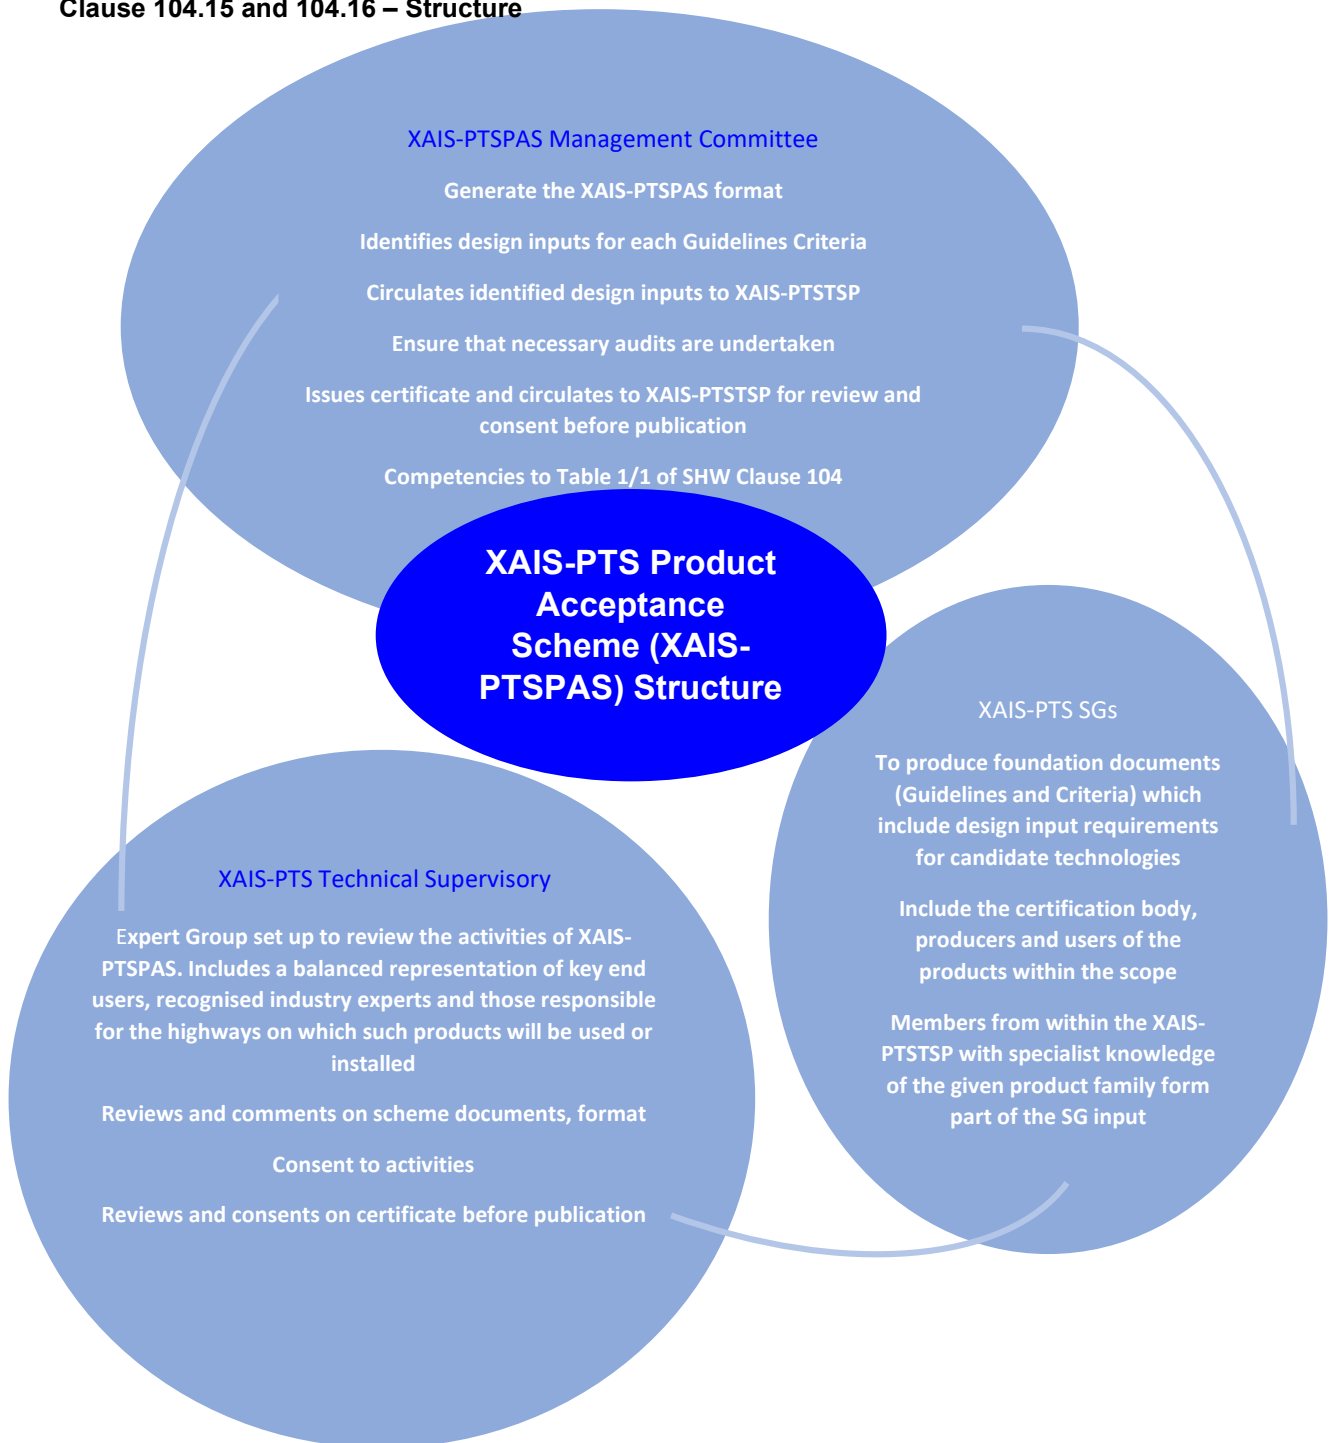 Clause 104.15 and 104.16 – Structure
XAIS-PTSPAS Management Committee
Generate the XAIS-PTSPAS format
Identifies design inputs for each Guidelines Criteria
Circulates identified design inputs to XAIS-PTSTSP
Ensure that necessary audits are undertaken
Issues certificate and circulates to XAIS-PTSTSP for review and
consent before publication
Competencies to Table 1/1 of SHW Clause 104
XAIS-PTS Product
Acceptance
Scheme (XAIS-
PTSPAS) Structure
XAIS-PTS SGs
To produce foundation documents
(Guidelines and Criteria) which
include design input requirements
for candidate technologies
Include the certification body,
producers and users of the
products within the scope
Members from within the XAIS-
PTSTSP with specialist knowledge
of the given product family form
part of the SG input
XAIS-PTS Technical Supervisory
Expert Group set up to review the activities of XAIS-
PTSPAS. Includes a balanced representation of key end
users, recognised industry experts and those responsible
for the highways on which such products will be used or
installed
Reviews and comments on scheme documents, format
Consent to activities
Reviews and consents on certificate before publication